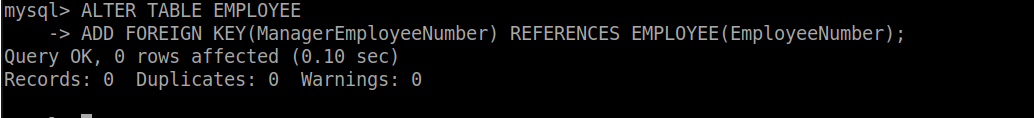 mysql> ALTER TABLE EMPLOYEE
    -> ADD FOREIGN KEY(ManagerEmployeeNumber) REFERENCES EMPLOYEE(EmployeeNumber);
Query OK, 0 rows affected (0.10 sec)
Records: 0  Duplicates: 0  Warnings: 0